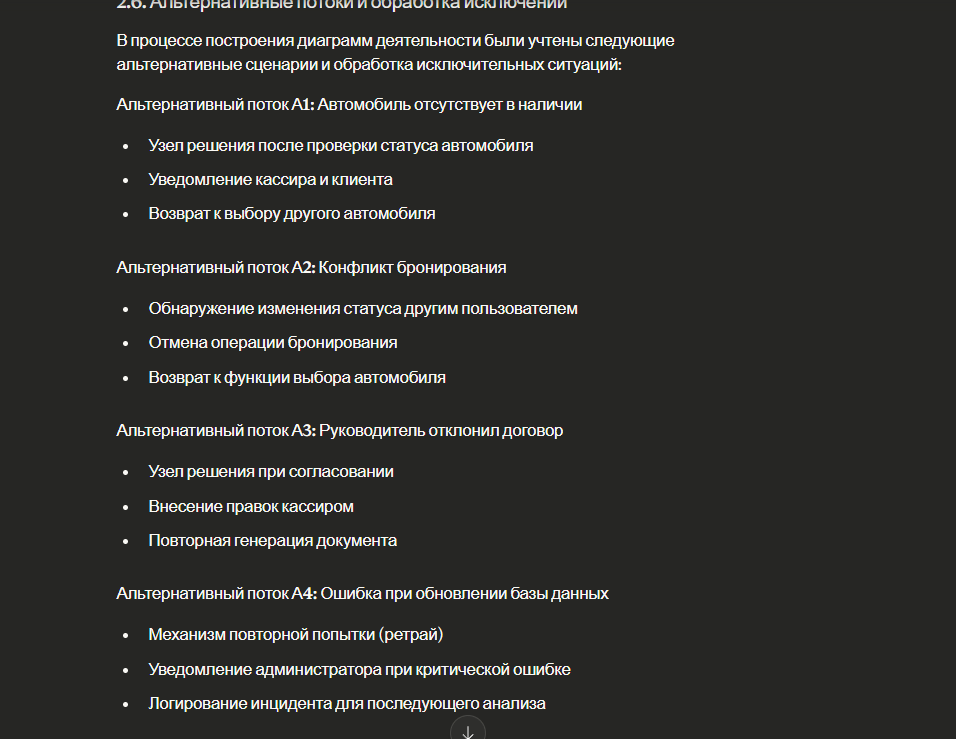 2.6. Альтернативные потоки и обработка исключений
В процессе построения диаграмм деятельности были учтены следующие
альтернативные сценарии и обработка исключительных ситуаций:
Альтернативный поток A1: Автомобиль отсутствует в наличии
• Узел решения после проверки статуса автомобиля
• Уведомление кассира и клиента
• Возврат к выбору другого автомобиля
Альтернативный поток A2: Конфликт бронирования
• Обнаружение изменения статуса другим пользователем
• Отмена операции бронирования
• Возврат к функции выбора автомобиля
Альтернативный поток A3: Руководитель отклонил договор
• Узел решения при согласовании
• Внесение правок кассиром
• Повторная генерация документа
Альтернативный поток A4: Ошибка при обновлении базы данных
• Механизм повторной попытки (ретрай)
• Уведомление администратора при критической ошибке
• Логирование инцидента для последующего анализа